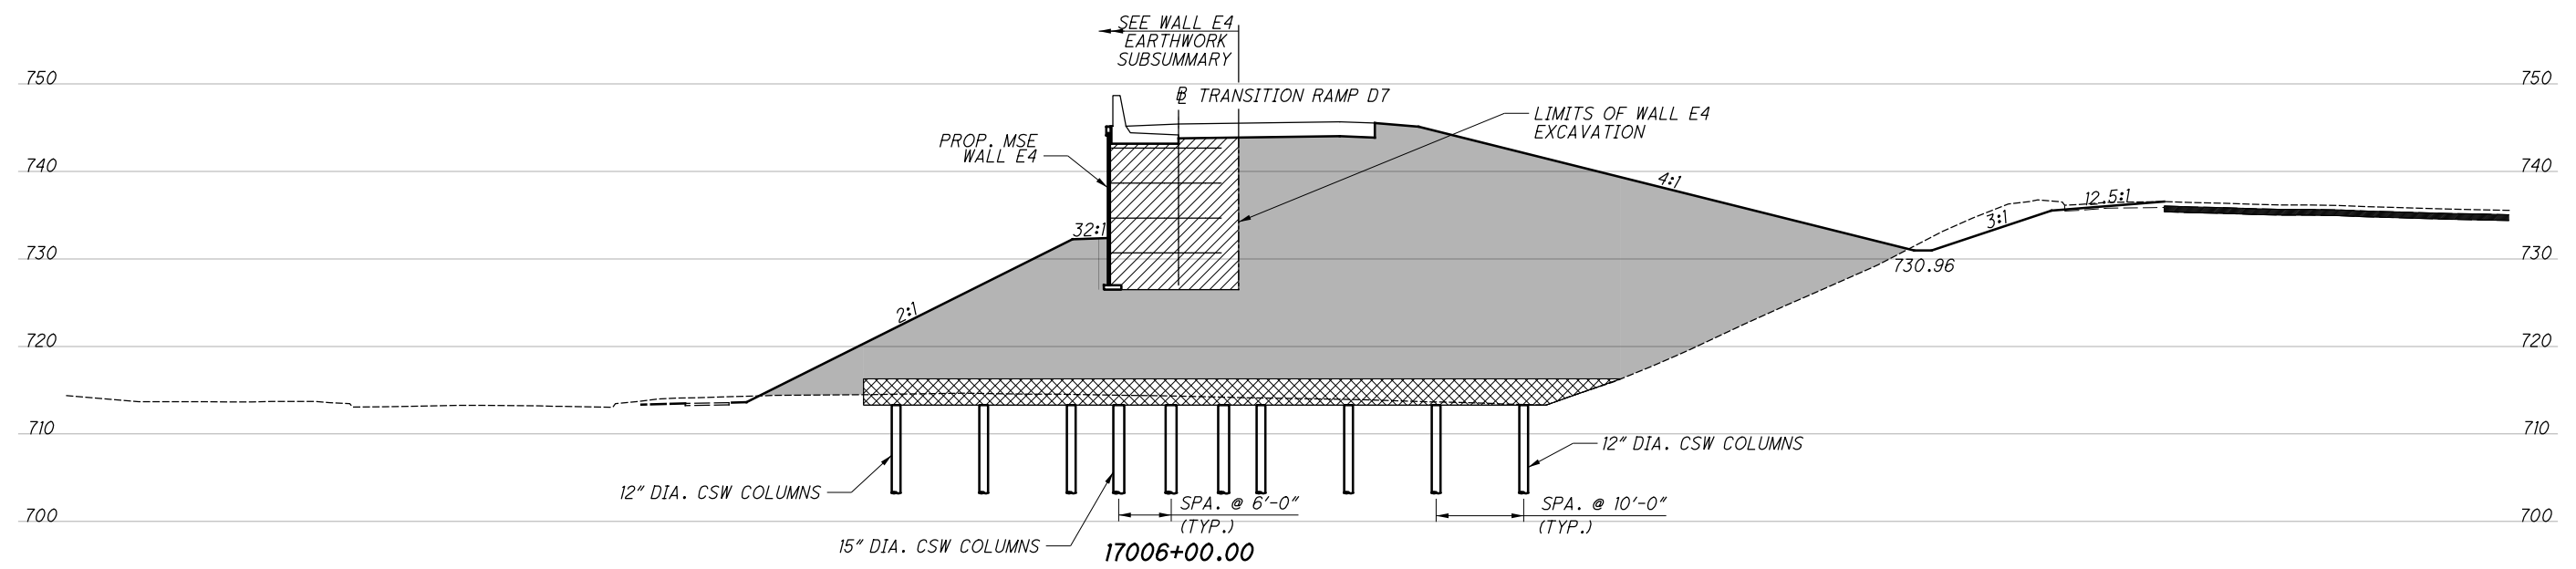 SEE WALL E4
EARTHWORK
SUBSUMMARY
750
750
B TRANSITION RAMP D7
LIMITS OF WALL E4
EXCAVATION
PROP. MSE
WALL E4
740
740
4:1
12.5:1
3:1
32:1
730
730
730.96
2:1
720
720
710
710
12" DIA. CSW COLUMNS
12" DIA. CSW COLUMNS
SPA. @ 6'-0"
(TYP.)
SPA. @ 10'-0"
(TYP.)
700
700
15" DIA. CSW COLUMNS
17006+00.00